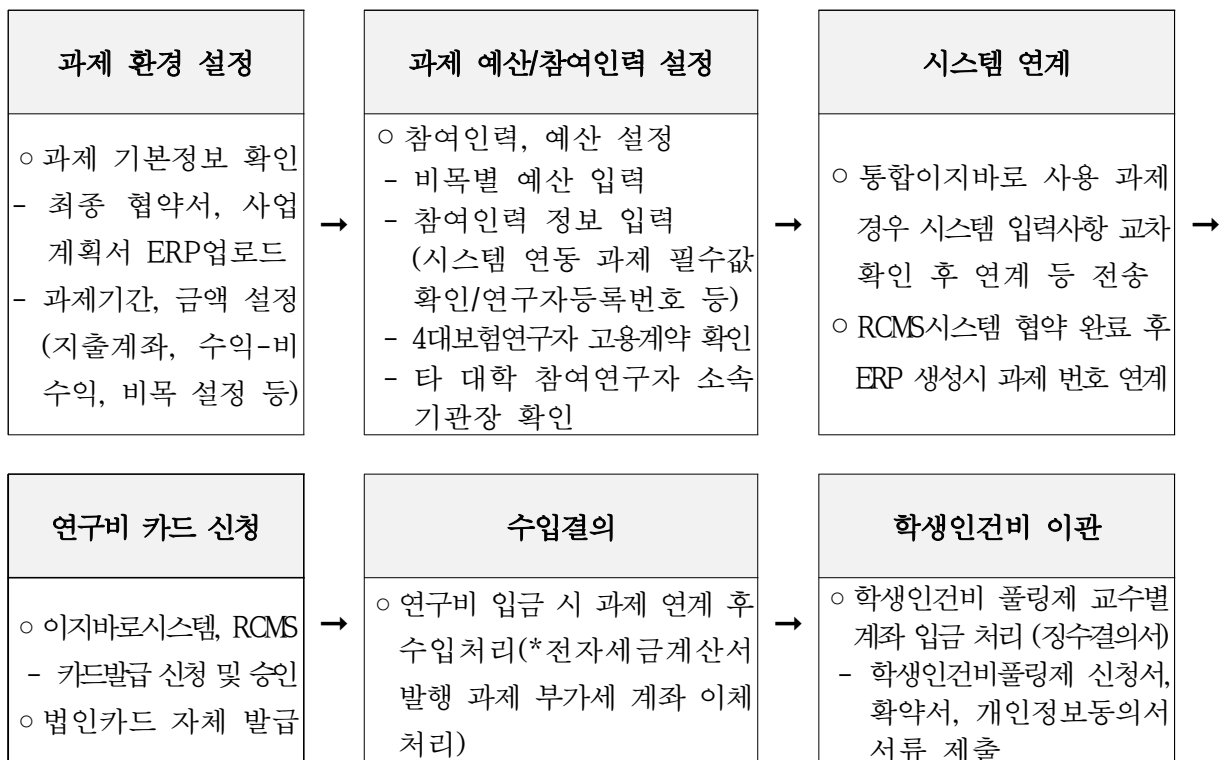 과제 환경 설정
○ 과제 기본정보 확인
- 최종 협약서, 사업
계획서 ERP업로드
- 과제기간, 금액 설정
(지출계좌, 수익-비
수익, 비목 설정 등)
→
과제 예산/참여인력 설정
○ 참여인력, 예산 설정
- 비목별 예산 입력
- 참여인력 정보 입력
(시스템 연동 과제 필수값
확인/연구자등록번호 등)
- 4대보험연구자 고용계약 확인
- 타 대학 참여연구자 소속
기관장 확인
→
시스템 연계
○ 통합이지바로 사용 과제
경우 시스템 입력사항 교차
확인 후 연계 등 전송
○ RCMS시스템 협약 완료 후
ERP 생성시 과제 번호 연계
→
연구비 카드 신청
○ 이지바로시스템, RCMS
- 카드발급 신청 및 승인
○ 법인카드 자체 발급
→
수입결의
○ 연구비 입금 시 과제 연계 후
수입처리(*전자세금계산서
발행 과제 부가세 계좌 이체
처리)
→
학생인건비 이관
○ 학생인건비 풀링제 교수별
계좌 입금 처리 (징수결의서)
- 학생인건비풀링제 신청서,
확약서, 개인정보동의서
서류 제출